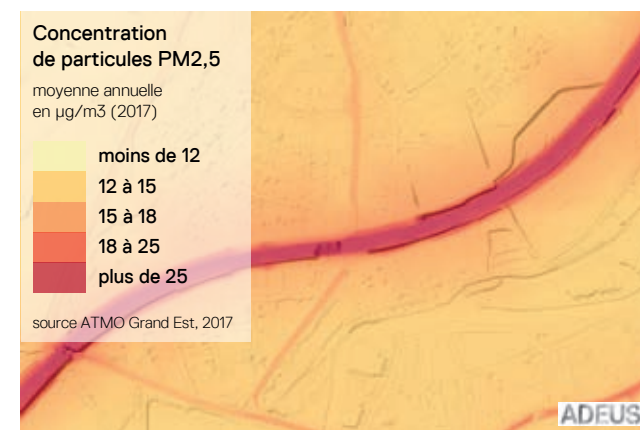 Concentration
de particules PM2,5
moyenne annuelle
en µg/m3 (2017)
moins de 12
12 à 15
15 à 18
18 à 25
plus de 25
source ATMO Grand Est, 2017
ADEUS